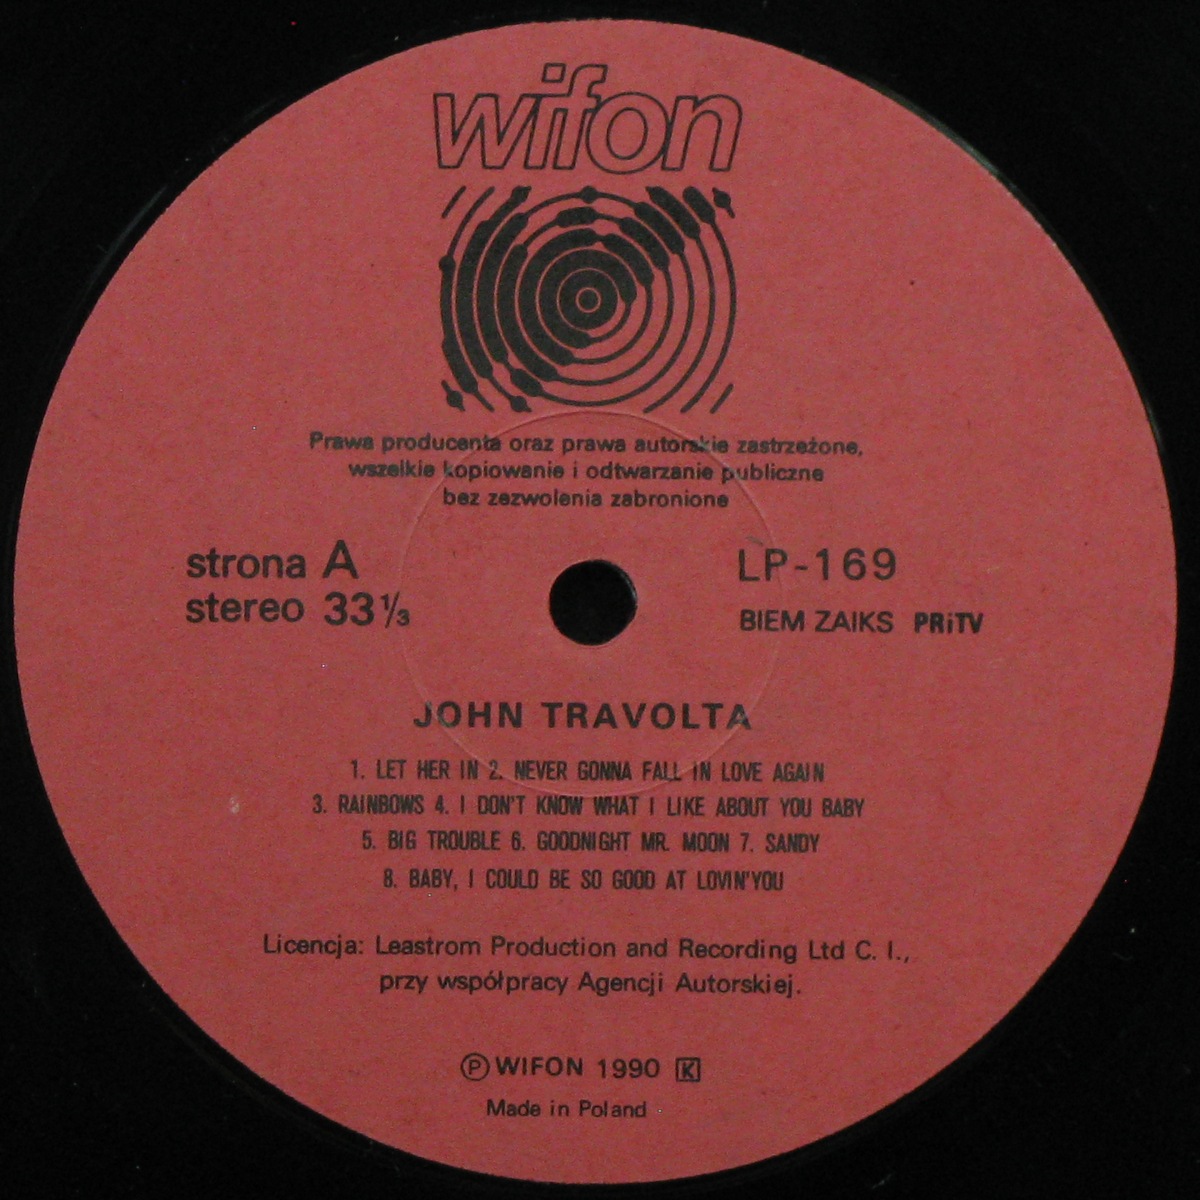 wifon
Prawa producenta oraz prawa autorskie zastrzeżone,
wszelkie kopiowanie i odtwarzanie publiczne
bez zezwolenia zabronione
strona A
stereo 33 1/3
LP-169
BIEM ZAIKS PRiTV
JOHN TRAVOLTA
1. LET HER IN 2. NEVER GONNA FALL IN LOVE AGAIN
3. RAINBOWS 4. I DON'T KNOW WHAT I LIKE ABOUT YOU BABY
5. BIG TROUBLE 6. GOODNIGHT MR. MOON 7. SANDY
8. BABY, I COULD BE SO GOOD AT LOVIN'YOU
Licencja: Leastrom Production and Recording Ltd C. I.,
przy współpracy Agencji Autorskiej.
Ⓟ WIFON 1990 K
Made in Poland